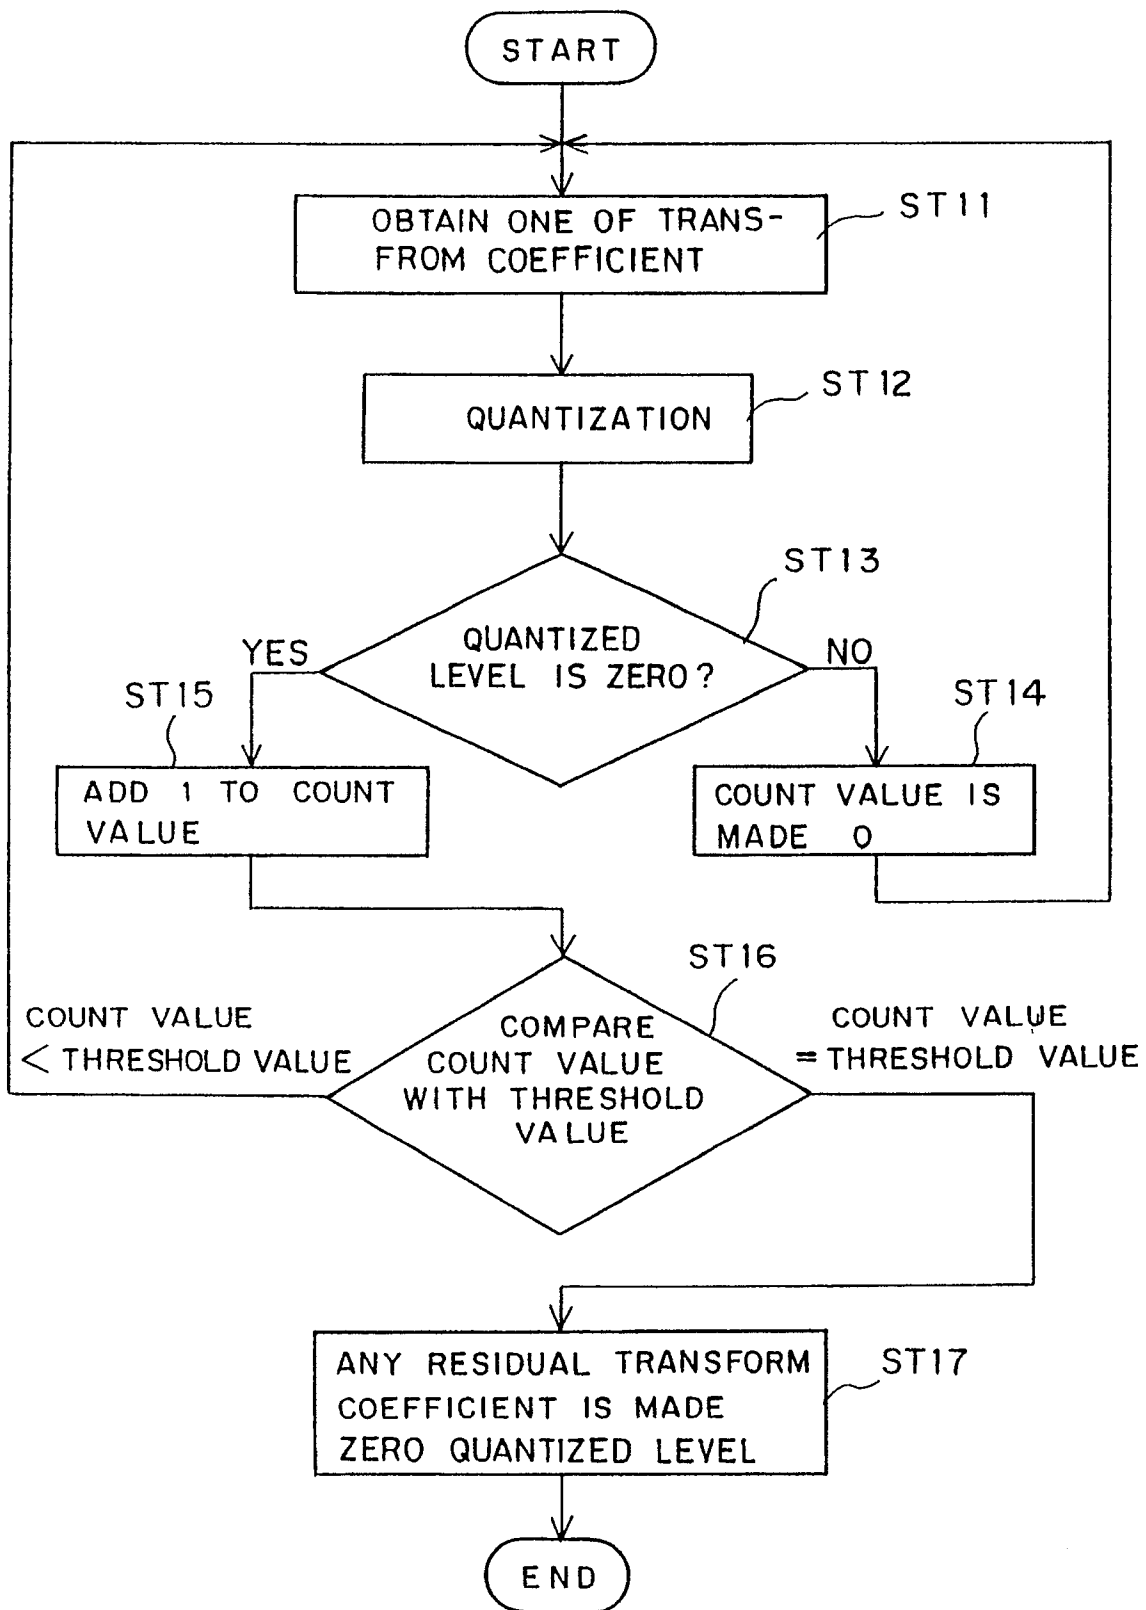 START
OBTAIN ONE OF TRANS-
FROM COEFFICIENT
ST11
QUANTIZATION
ST12
QUANTIZED
LEVEL IS ZERO?
ST13
YES
NO
ST15
ADD 1 TO COUNT
VALUE
ST14
COUNT VALUE IS
MADE 0
ST16
COMPARE
COUNT VALUE
WITH THRESHOLD
VALUE
COUNT VALUE
< THRESHOLD VALUE
COUNT VALUE
= THRESHOLD VALUE
ANY RESIDUAL TRANSFORM
COEFFICIENT IS MADE
ZERO QUANTIZED LEVEL
ST17
END